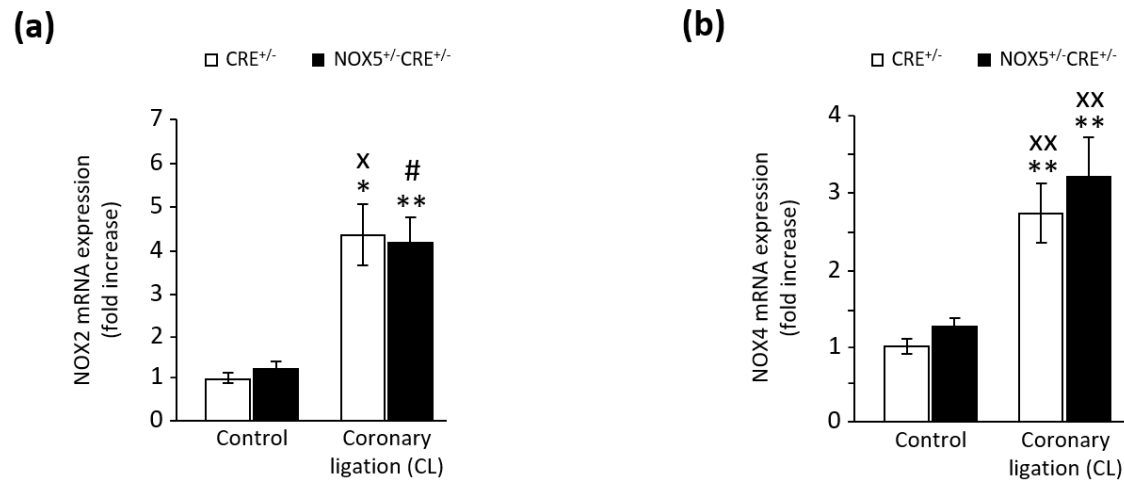 (a)
CRE+/- NOX5+/-CRE+/-
NOX2 mRNA expression
(fold increase)
7
6
5
4
3
2
1
0
x
*
#
**
Control
Coronary
ligation (CL)
(b)
CRE+/- NOX5+/-CRE+/-
NOX4 mRNA expression
(fold increase)
4
3
2
1
0
xx
**
xx
**
Control
Coronary
ligation (CL)